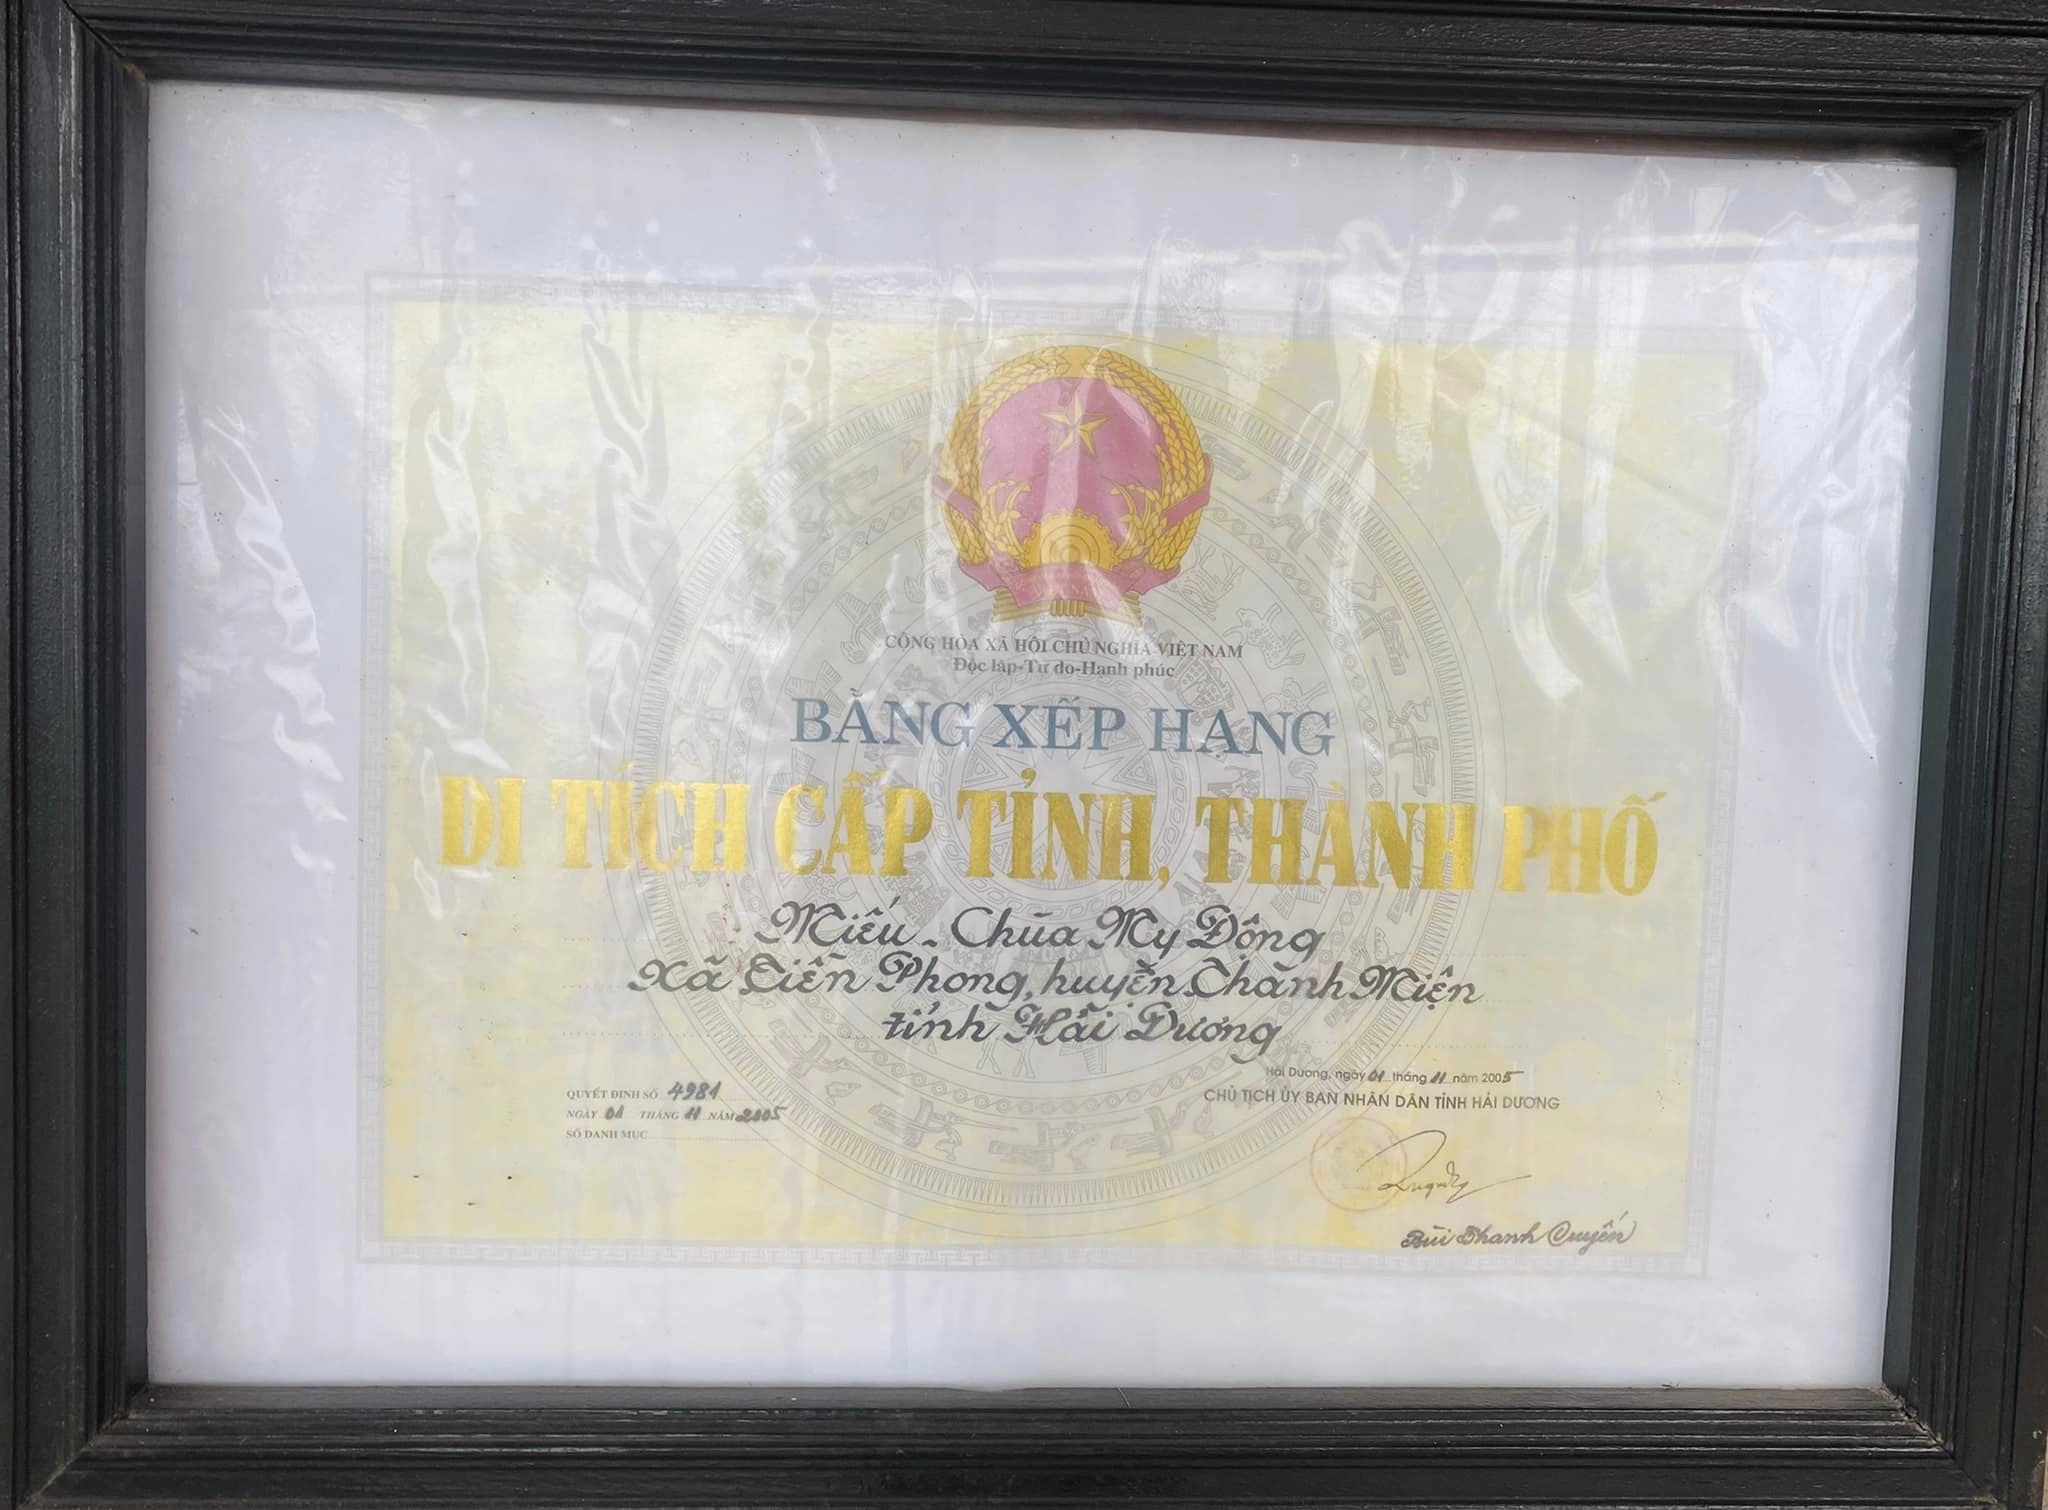 CỘNG HÒA XÃ HỘI CHỦ NGHĨA VIỆT NAM
Độc lập-Tự do-Hạnh phúc
BẰNG XẾP HẠNG
DI TÍCH CẤP TỈNH, THÀNH PHỐ
Miếu - Chùa My Động
Xã Tiền Phong, huyện Thanh Miện
tỉnh Hải Dương
QUYẾT ĐỊNH SỐ 4981
NGÀY 01 THÁNG 11 NĂM 2005
SỐ DANH MỤC
Hải Dương, ngày 01 tháng 11 năm 2005
CHỦ TỊCH ỦY BAN NHÂN DÂN TỈNH HẢI DƯƠNG
Bùi Thanh Quyến